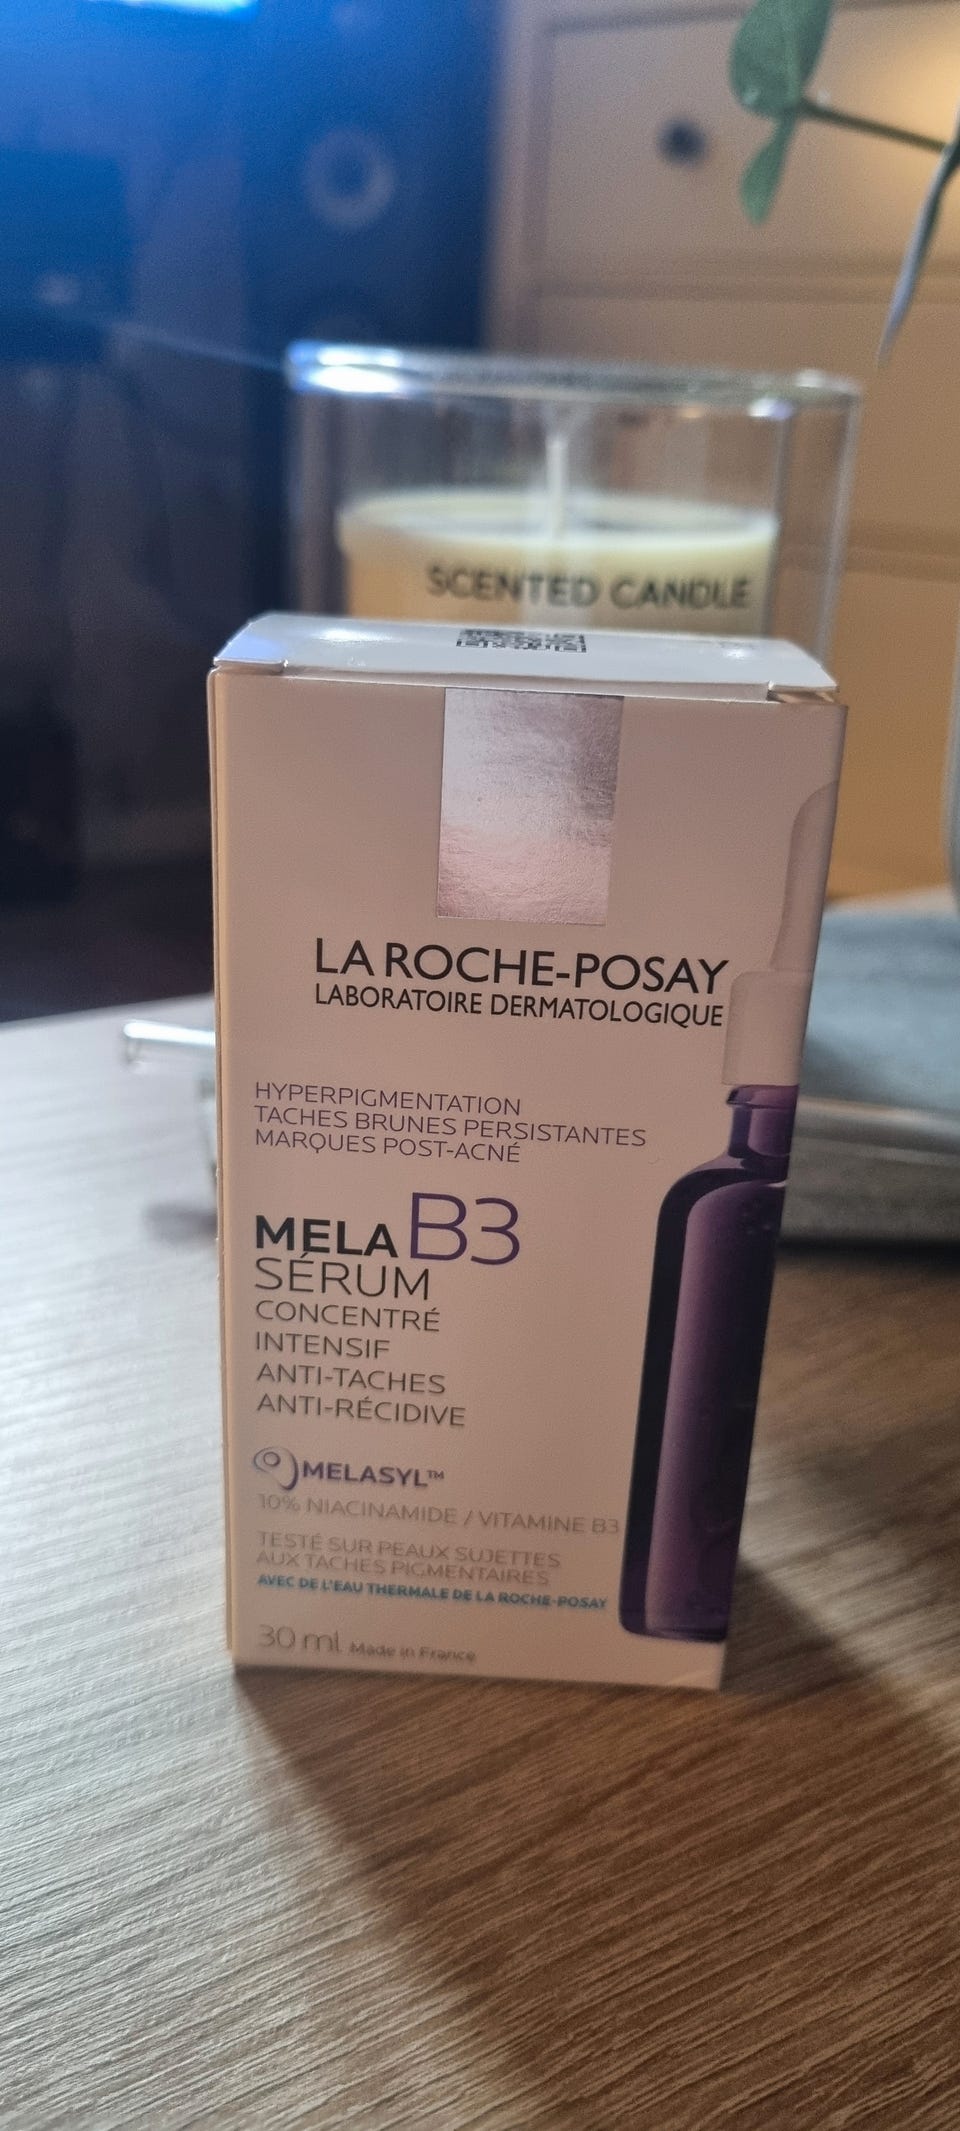 SCENTED CANDLE
LA ROCHE-POSAY
LABORATOIRE DERMATOLOGIQUE
HYPERPIGMENTATION
TACHES BRUNES PERSISTANTES
MARQUES POST-ACNÉ
MELA B3
SÉRUM
CONCENTRÉ
INTENSIF
ANTI-TACHES
ANTI-RÉCIDIVE
MELASYL™
10% NIACINAMIDE / VITAMINE B3
TESTÉ SUR PEAUX SUJETTES
AUX TACHES PIGMENTAIRES
AVEC DE L'EAU THERMALE DE LA ROCHE-POSAY
30 ml Made in France